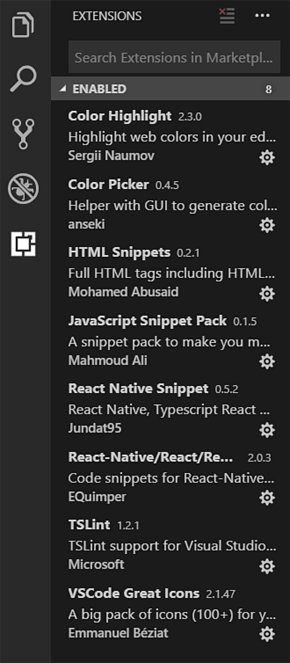 EXTENSIONS
Search Extensions in Marketpl...
ENABLED 8
Color Highlight 2.3.0
Highlight web colors in your ed...
Sergii Naumov
Color Picker 0.4.5
Helper with GUI to generate col...
anseki
HTML Snippets 0.2.1
Full HTML tags including HTML...
Mohamed Abusaid
JavaScript Snippet Pack 0.1.5
A snippet pack to make you m...
Mahmoud Ali
React Native Snippet 0.5.2
React Native, Typescript React ...
Jundat95
React-Native/React/Re... 2.0.3
Code snippets for React-Native...
EQuimper
TSLint 1.2.1
TSLint support for Visual Studio...
Microsoft
VSCode Great Icons 2.1.47
A big pack of icons (100+) for y...
Emmanuel Béziat